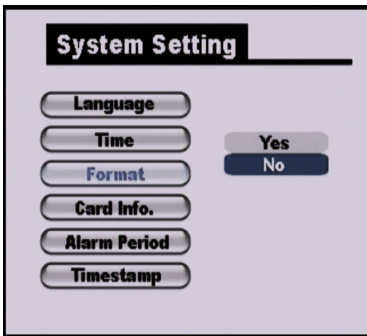 System Setting
Language
Time
Format
Card Info.
Alarm Period
Timestamp
Yes
No